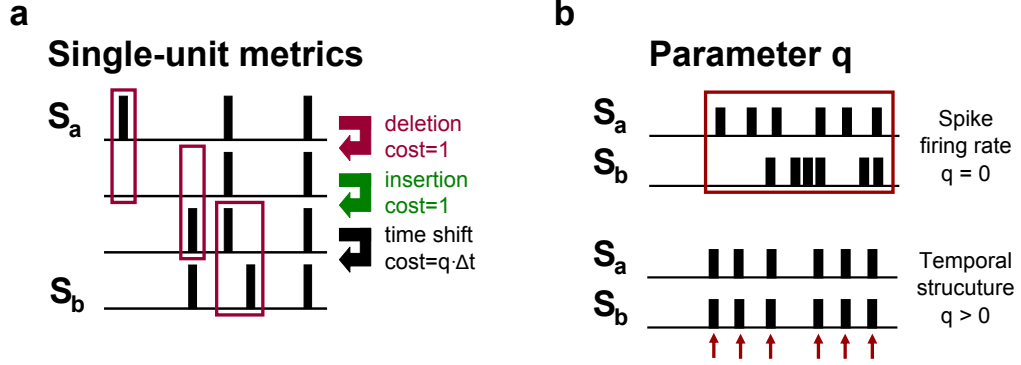 a
Single-unit metrics
Sa
deletion
cost=1
insertion
cost=1
time shift
cost=q·Δt
Sb
b
Parameter q
Sa
Sb
Spike
firing rate
q = 0
Sa
Sb
Temporal
strucuture
q > 0